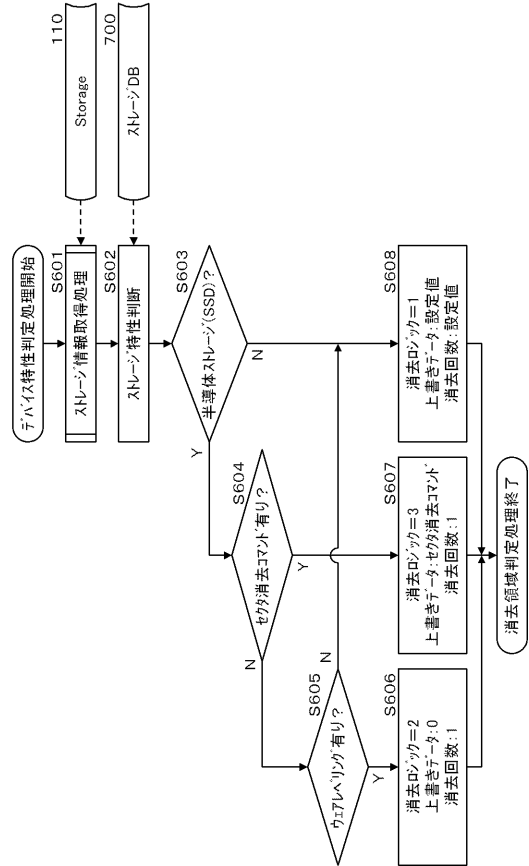 デバイス特性判定処理開始
S601
ストレージ情報取得処理
110
Storage
S602
ストレージ特性判断
700
ストレージDB
S603
半導体ストレージ(SSD)?
Y
N
S604
セクタ消去コマンド有り?
N
Y
S605
ウェアレベリング有り?
N
Y
S606
消去ロジック=2
上書きデータ:0
消去回数:1
S607
消去ロジック=3
上書きデータ:セクタ消去コマンド
消去回数:1
S608
消去ロジック=1
上書きデータ:設定値
消去回数:設定値
消去領域判定処理終了